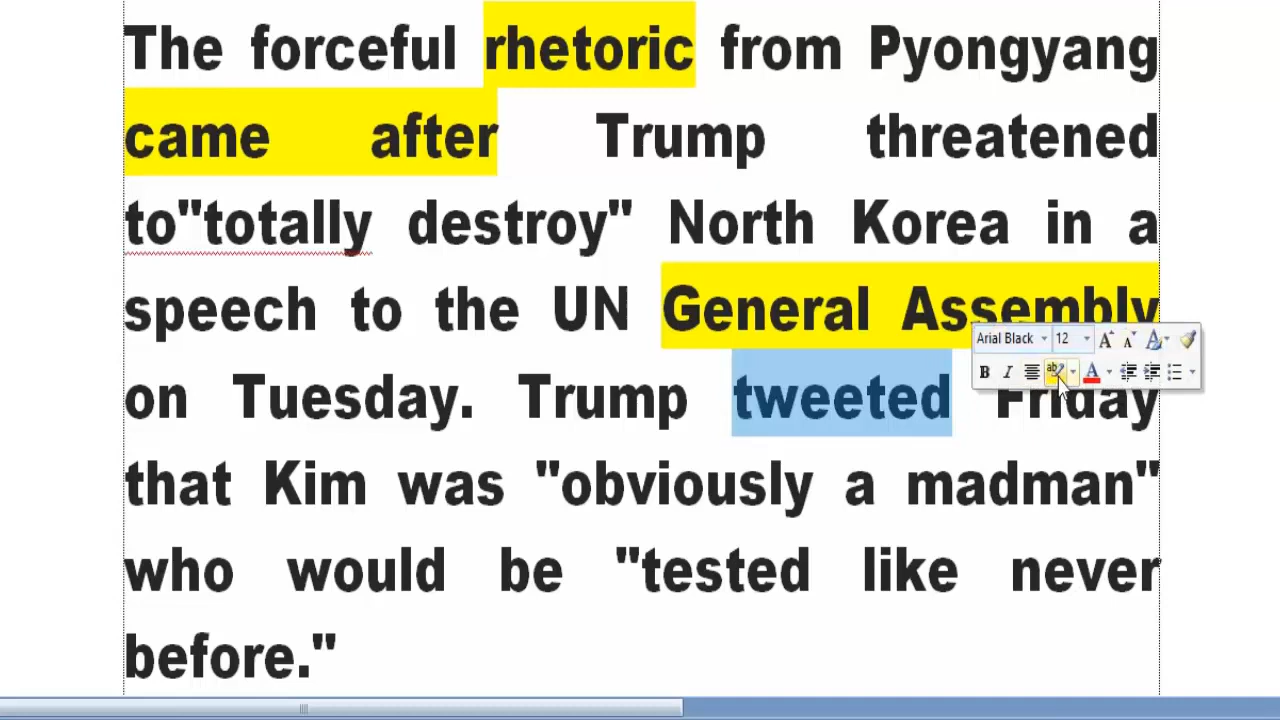 The forceful rhetoric from Pyongyang
came after Trump threatened
to"totally destroy" North Korea in a
speech to the UN General Assembly
Arial Black 12
on Tuesday. Trump tweeted Friday
that Kim was "obviously a madman"
who would be "tested like never
before."